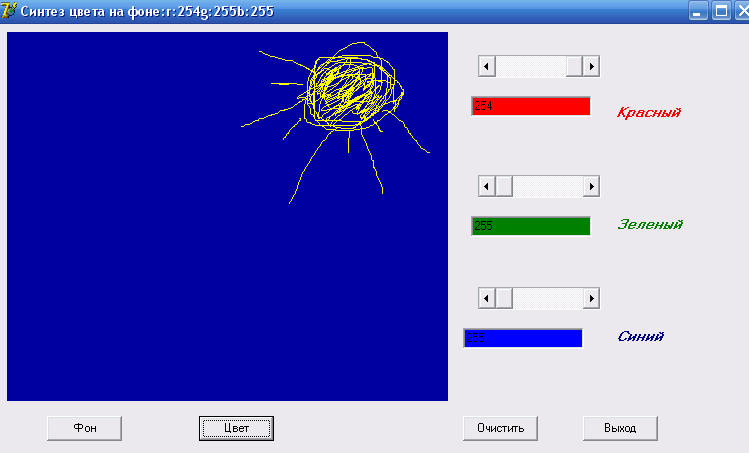 Синтез цвета на фоне:r:254g:255b:255
254
Красный
255
Зеленый
Синий
Фон
Цвет
Очистить
Выход